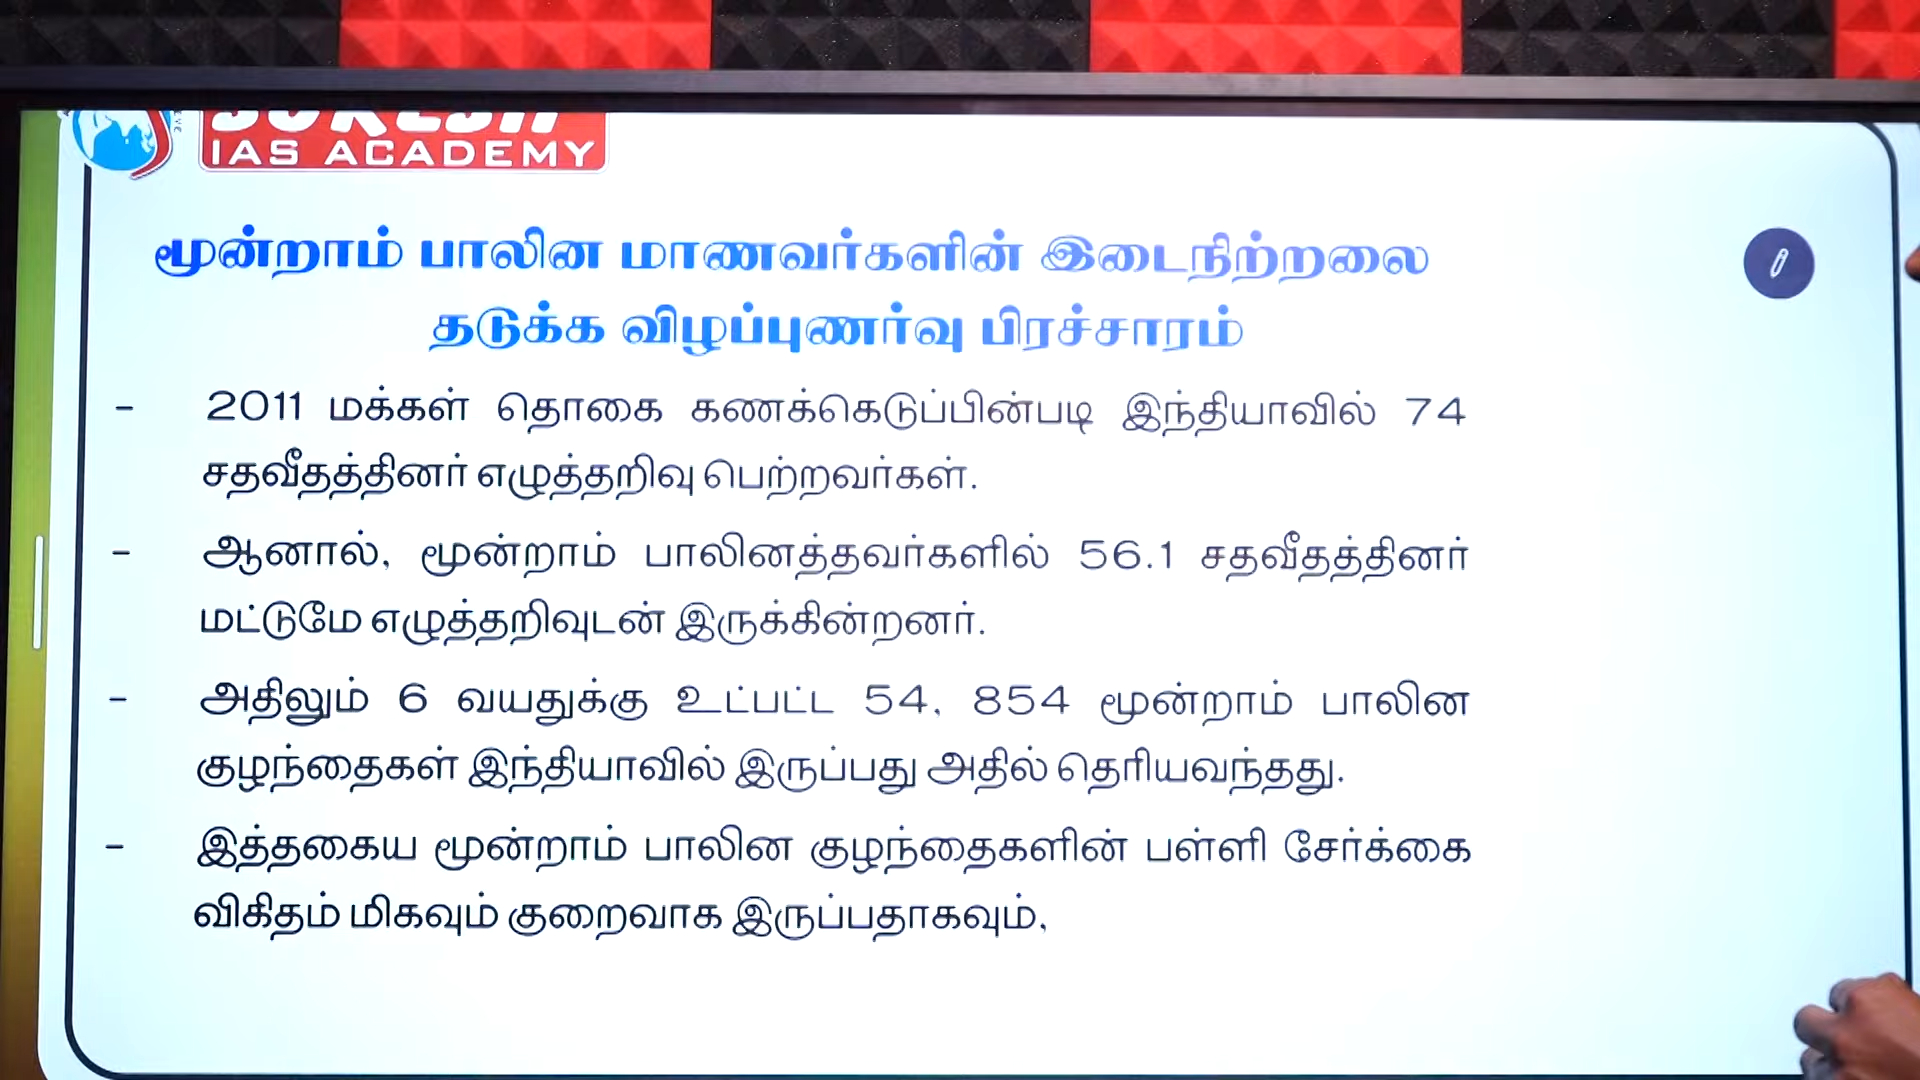 IAS ACADEMY
மூன்றாம் பாலின மாணவர்களின் இடைநிற்றலை
தடுக்க விழப்புணர்வு பிரச்சாரம்
- 2011 மக்கள் தொகை கணக்கெடுப்பின்படி இந்தியாவில் 74
சதவீதத்தினர் எழுத்தறிவு பெற்றவர்கள்.
- ஆனால், மூன்றாம் பாலினத்தவர்களில் 56.1 சதவீதத்தினர்
மட்டுமே எழுத்தறிவுடன் இருக்கின்றனர்.
- அதிலும் 6 வயதுக்கு உட்பட்ட 54, 854 மூன்றாம் பாலின
குழந்தைகள் இந்தியாவில் இருப்பது அதில் தெரியவந்தது.
- இத்தகைய மூன்றாம் பாலின குழந்தைகளின் பள்ளி சேர்க்கை
விகிதம் மிகவும் குறைவாக இருப்பதாகவும்,